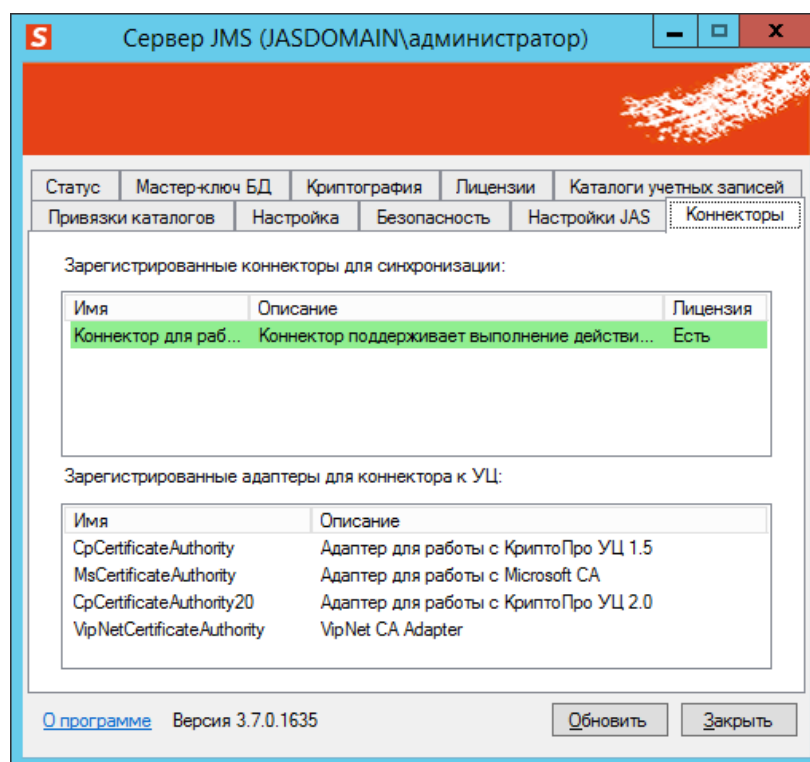 S Сервер JMS (JASDOMAIN\администратор)
Статус Мастер-ключ БД Криптография Лицензии Каталоги учетных записей
Привязки каталогов Настройка Безопасность Настройки JAS Коннекторы
Зарегистрированные коннекторы для синхронизации:
Имя Описание Лицензия
Коннектор для раб... Коннектор поддерживает выполнение действи... Есть
Зарегистрированные адаптеры для коннектора к УЦ:
Имя Описание
CpCertificateAuthority Адаптер для работы с КриптоПро УЦ 1.5
MsCertificateAuthority Адаптер для работы с Microsoft CA
CpCertificateAuthority20 Адаптер для работы с КриптоПро УЦ 2.0
VipNetCertificateAuthority VipNet CA Adapter
О программе Версия 3.7.0.1635 Обновить Закрыть